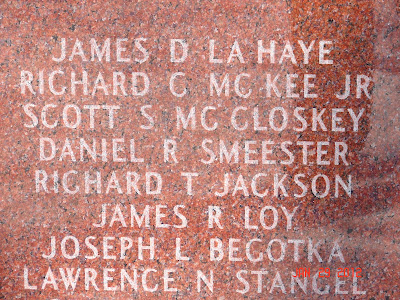 JAMES D LA HAYE
RICHARD C MC KEE JR
SCOTT S MC CLOSKEY
DANIEL R SMEESTER
RICHARD T JACKSON
JAMES R LOY
JOSEPH L BEGOTKA
LAWRENCE N STANGEL